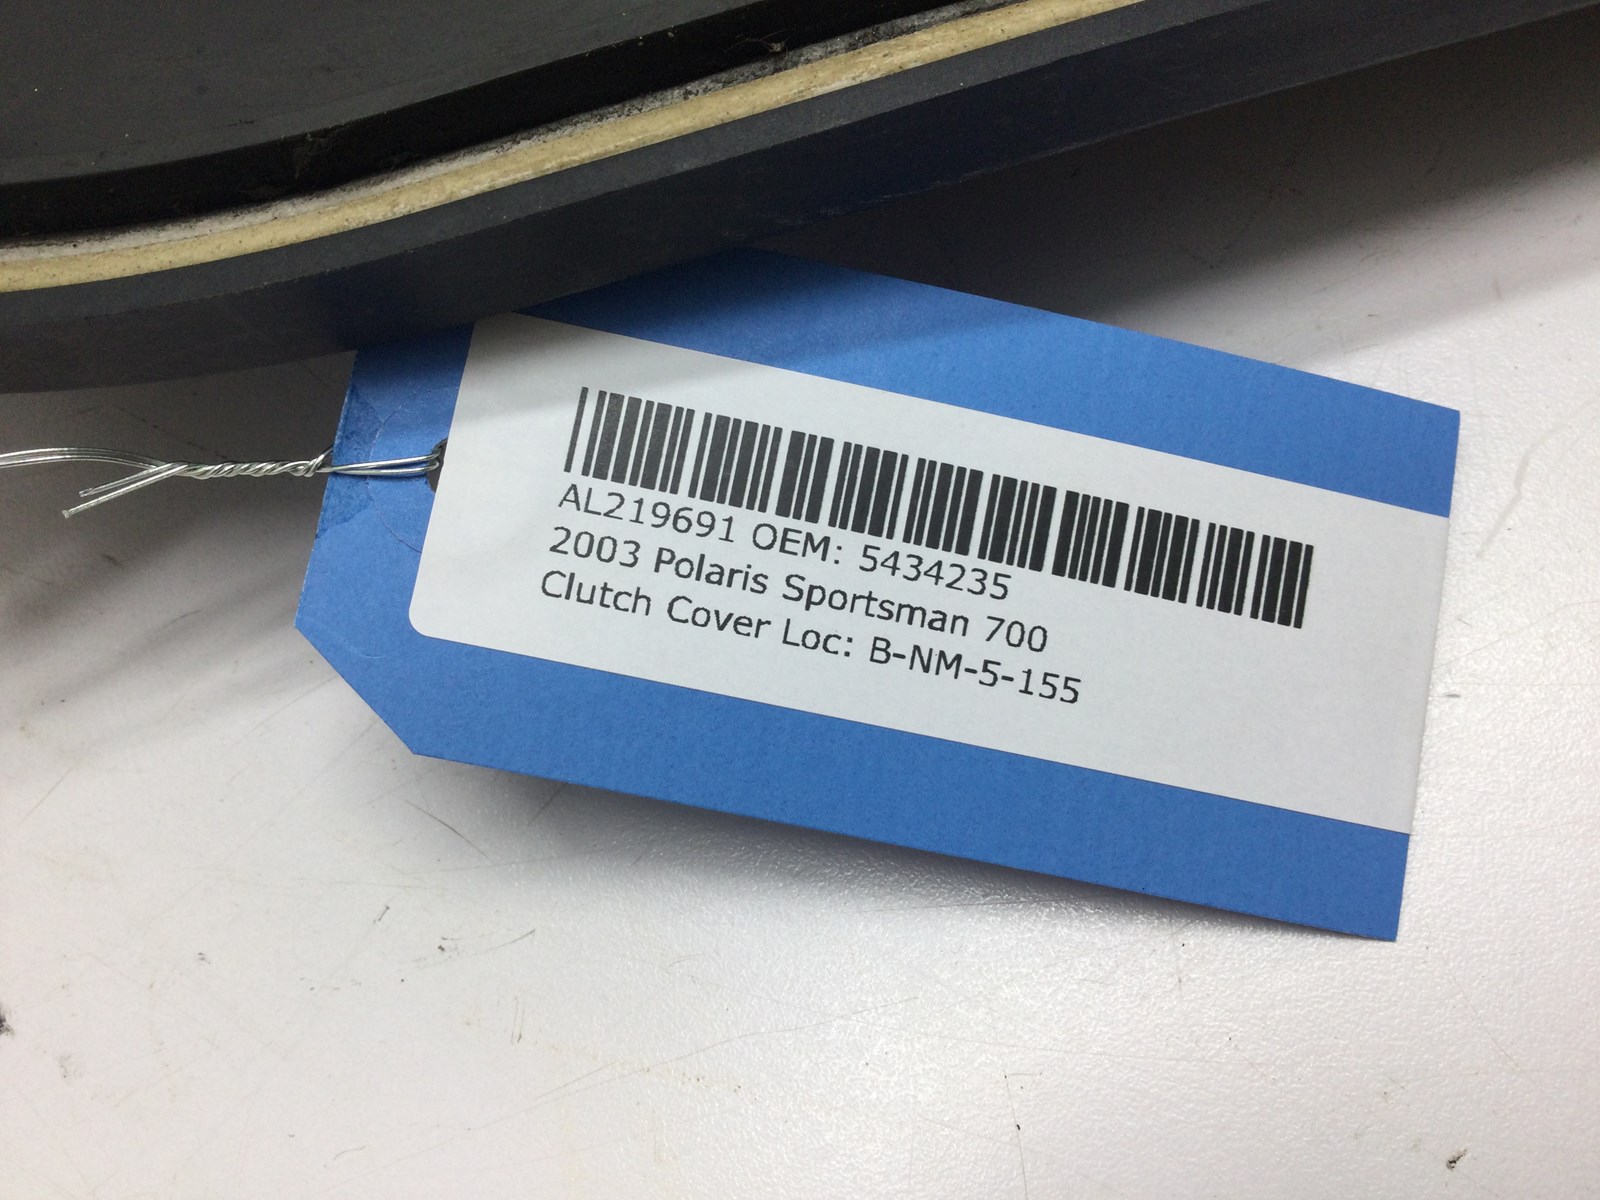 AL219691 OEM: 5434235
2003 Polaris Sportsman 700
Clutch Cover Loc: B-NM-5-155